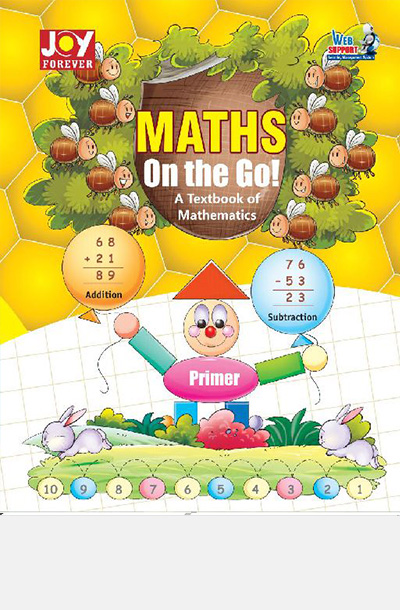 JOY
FOREVER
WEB
SUPPORT
MATHS
On the Go!
A Textbook of
Mathematics
68
+ 21
89
Addition
76
- 53
23
Subtraction
Primer
10 9 8 7 6 5 4 3 2 1